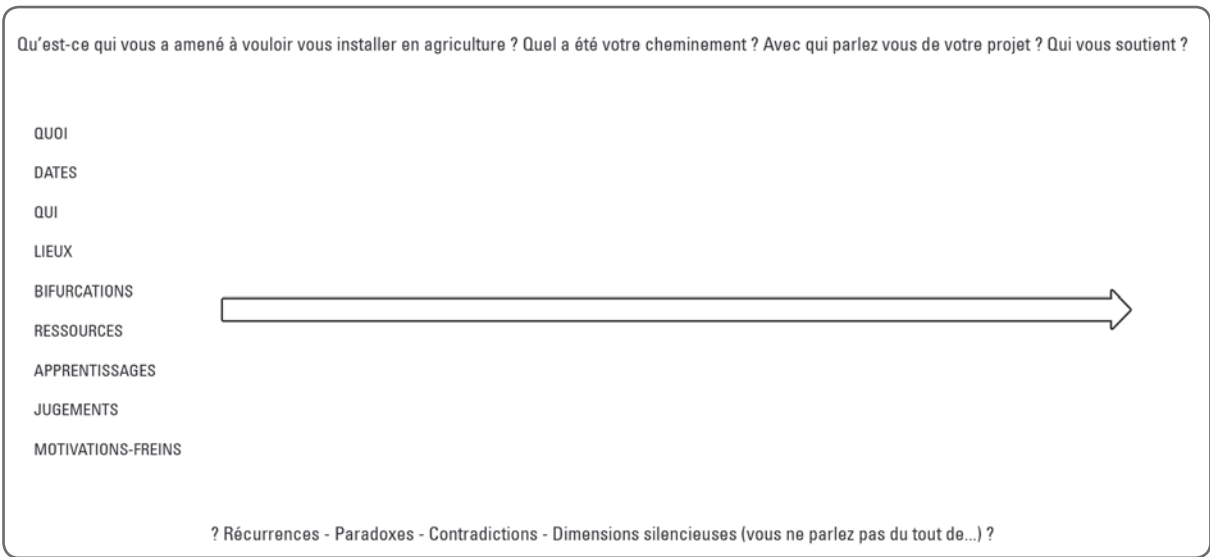 Qu'est-ce qui vous a amené à vouloir vous installer en agriculture ? Quel a été votre cheminement ? Avec qui parlez vous de votre projet ? Qui vous soutient ?
QUOI
DATES
QUI
LIEUX
BIFURCATIONS
RESSOURCES
APPRENTISSAGES
JUGEMENTS
MOTIVATIONS-FREINS
? Récurrences - Paradoxes - Contradictions - Dimensions silencieuses (vous ne parlez pas du tout de...) ?